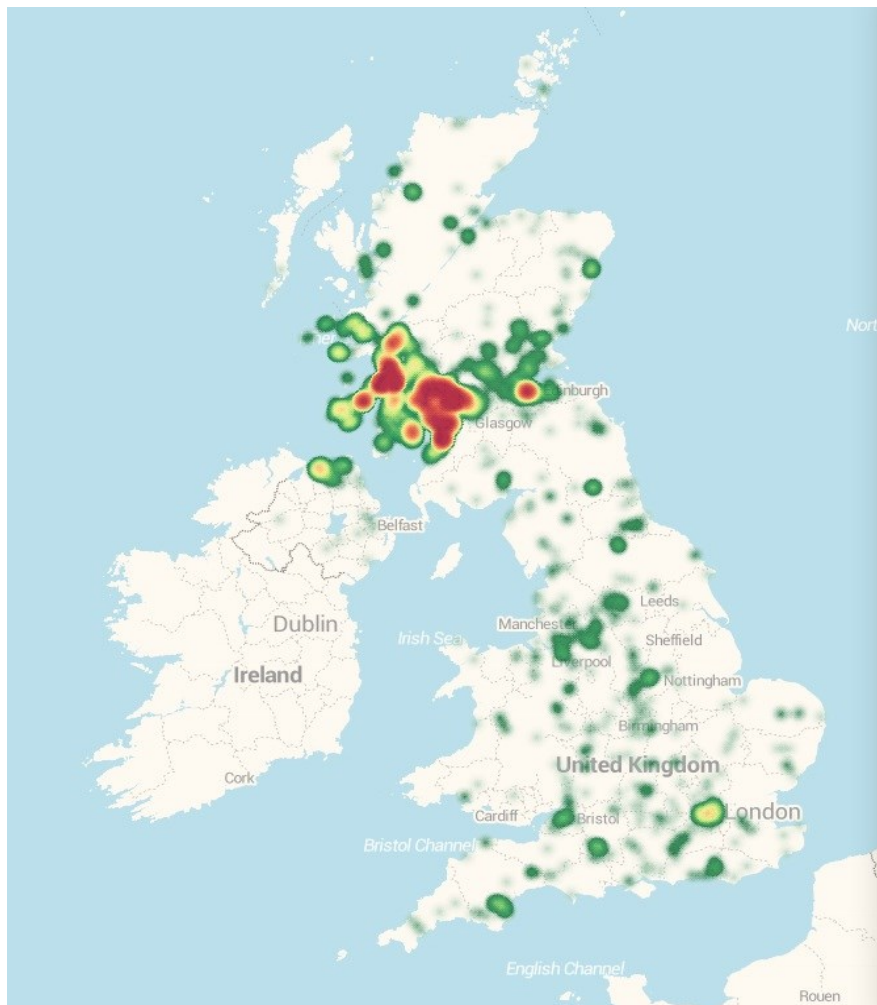 Edinburgh
Glasgow
Belfast
Dublin
Irish Sea
Ireland
Manchester
Leeds
Sheffield
Liverpool
Nottingham
Birmingham
United Kingdom
Cork
Cardiff
Bristol
London
Bristol Channel
English Channel
Rouen